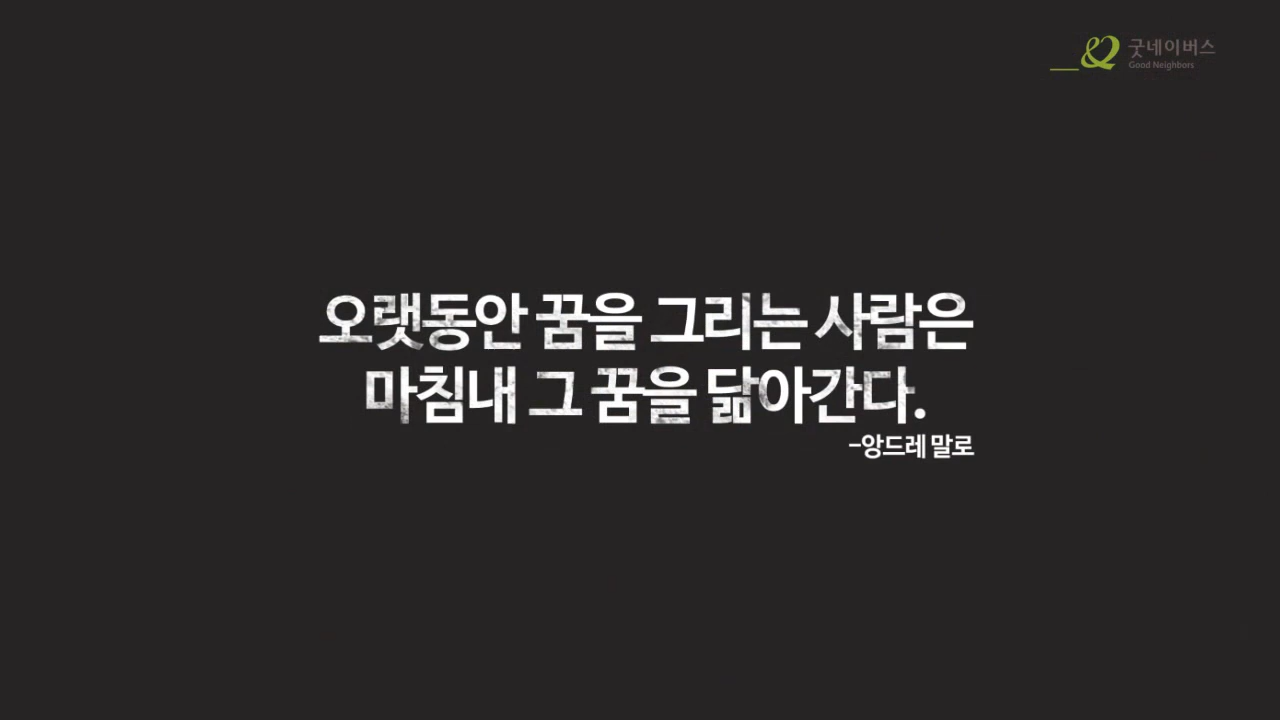 굿네이버스
Good Neighbors
오랫동안 꿈을 그리는 사람은
마침내 그 꿈을 닮아간다.
-앙드레 말로